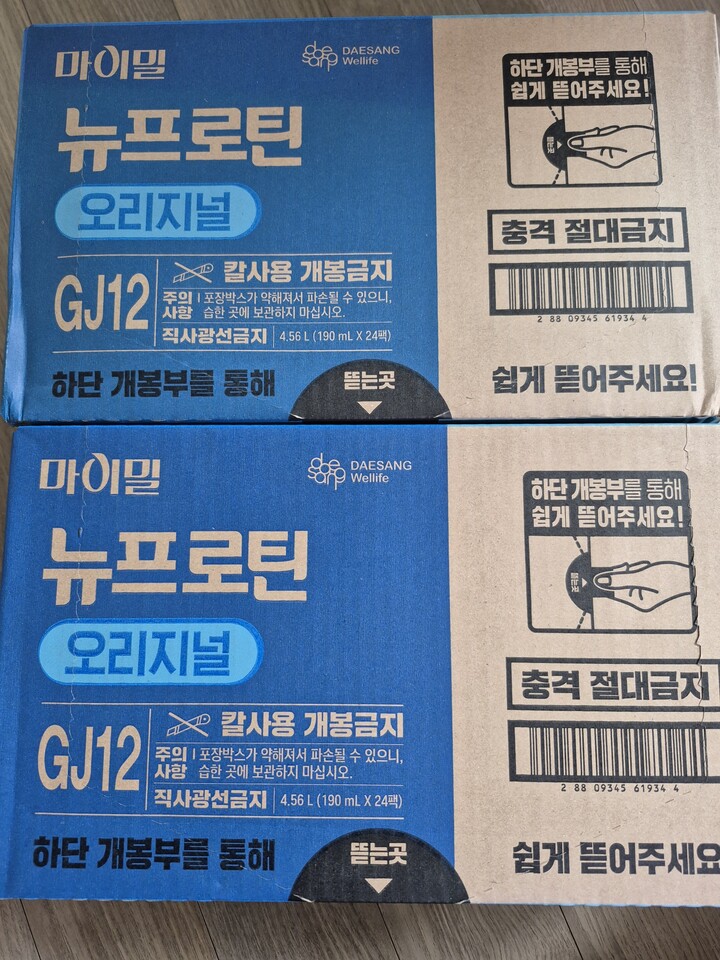 마이밀
DAESANG
Wellife
뉴프로틴
오리지널
GJ12
칼사용 개봉금지
주의 | 포장박스가 약해져서 파손될 수 있으니,
사항 습한 곳에 보관하지 마십시오.
직사광선금지 | 4.56 L (190 mL X 24팩)
하단 개봉부를 통해
뜯는곳
쉽게 뜯어주세요!
하단 개봉부를 통해
쉽게 뜯어주세요!
뜯는곳
충격 절대금지
2 88 09345 61934 4
마이밀
DAESANG
Wellife
뉴프로틴
오리지널
GJ12
칼사용 개봉금지
주의 | 포장박스가 약해져서 파손될 수 있으니,
사항 습한 곳에 보관하지 마십시오.
직사광선금지 | 4.56 L (190 mL X 24팩)
하단 개봉부를 통해
뜯는곳
쉽게 뜯어주세요
하단 개봉부를 통해
쉽게 뜯어주세요!
뜯는곳
충격 절대금지
2 88 09345 61934 4